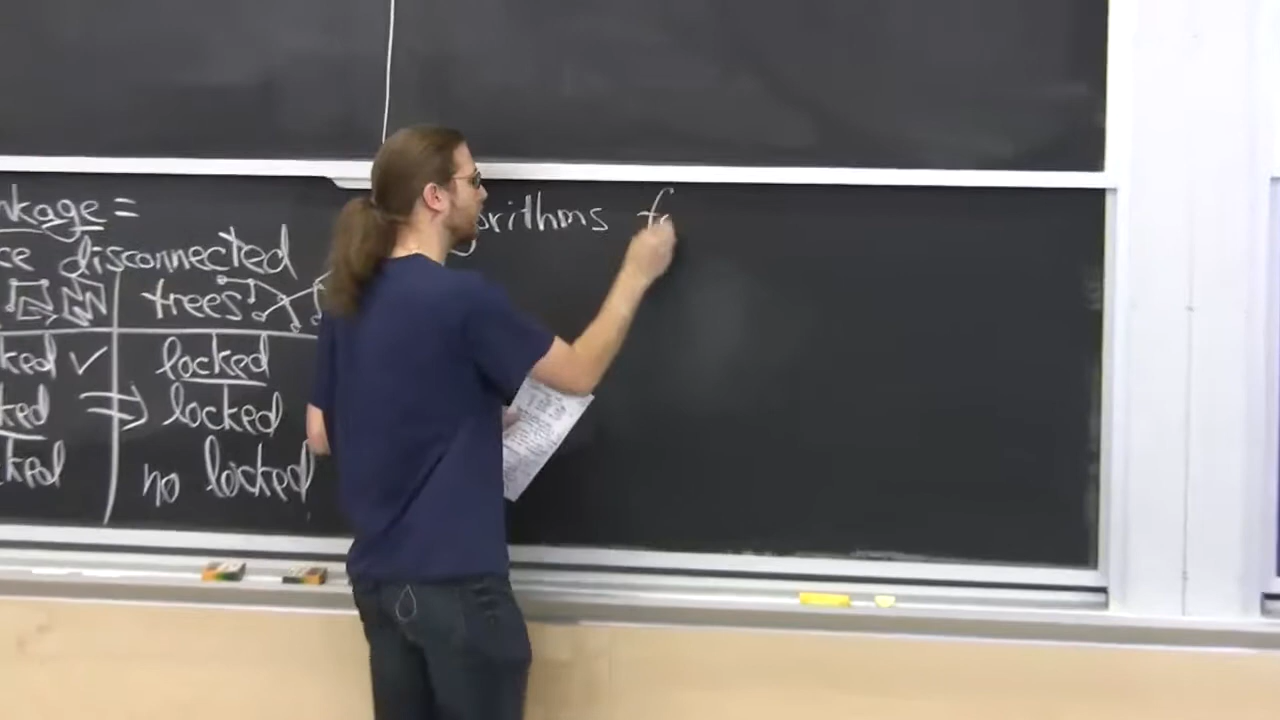 nkage =
ce disconnected
trees
ked ✓ locked
ked ⇒ locked
ked no locked
orithms f